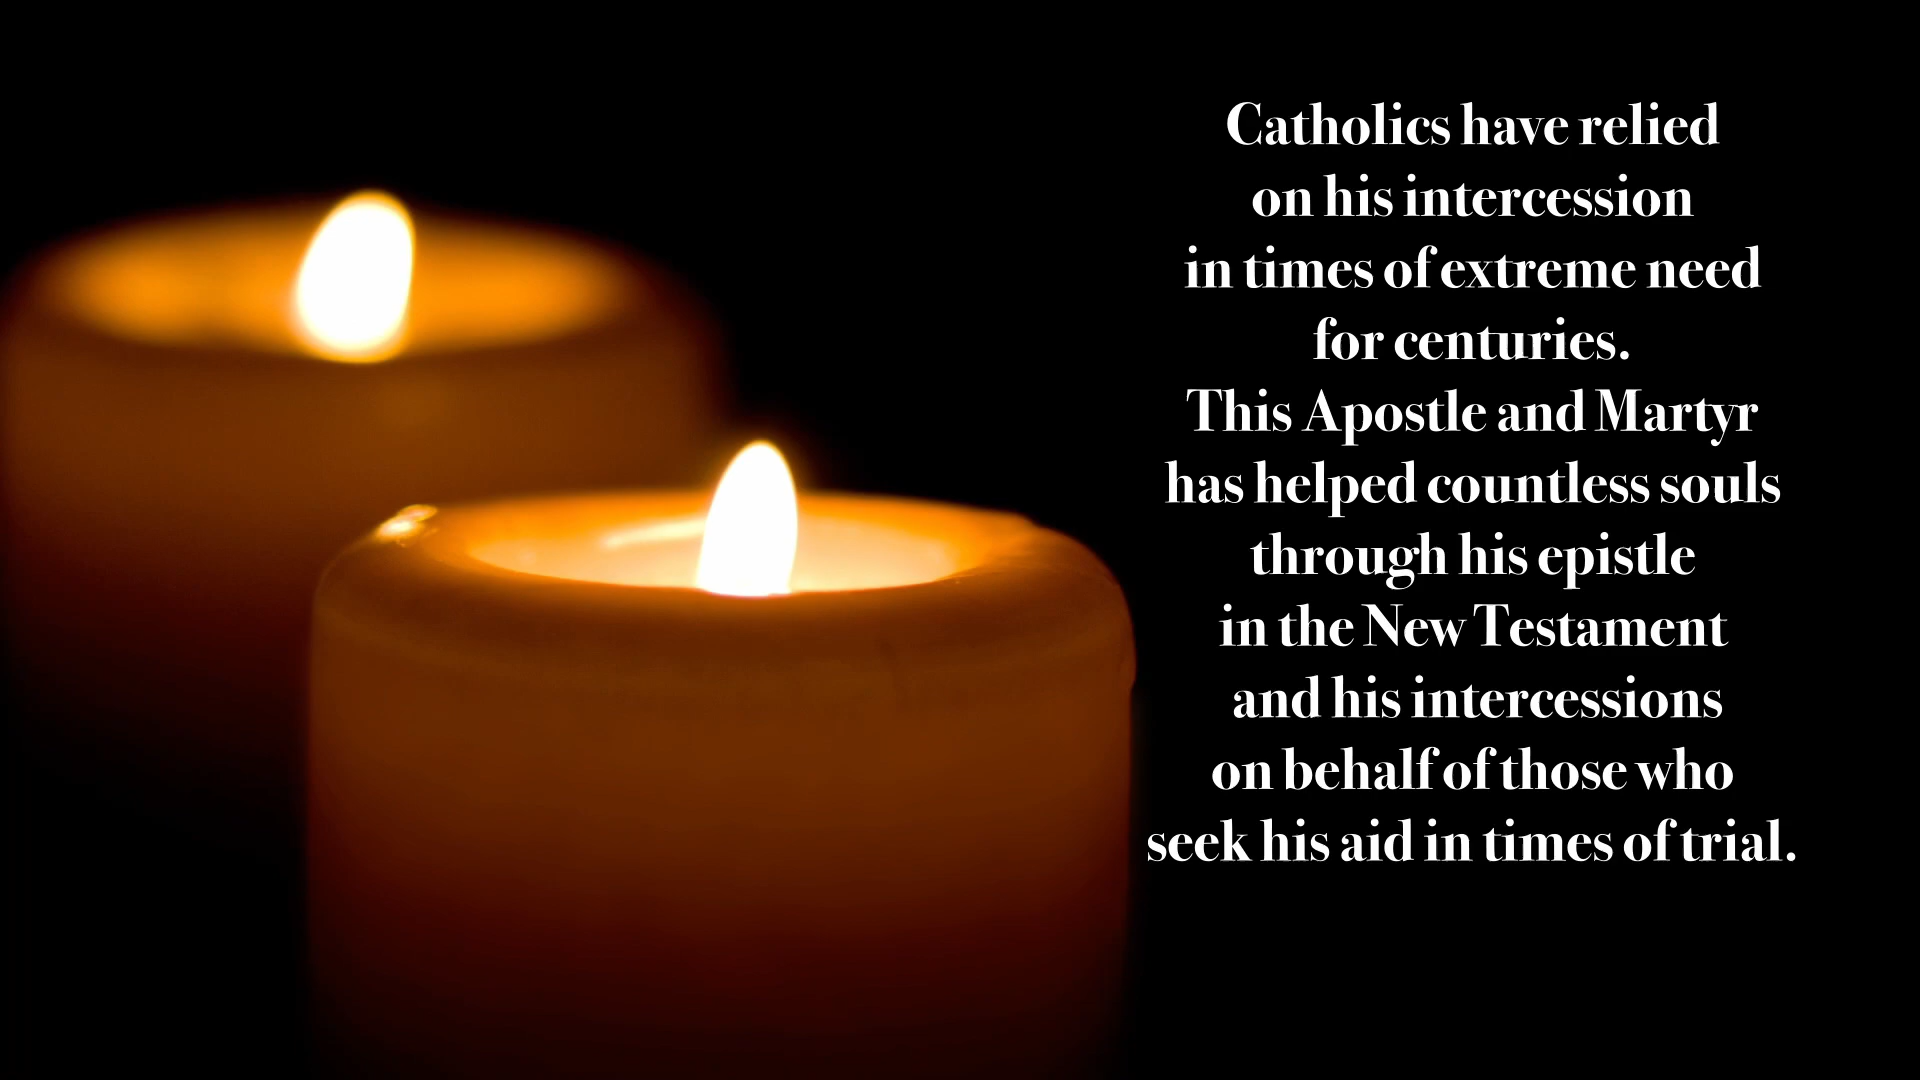 Catholics have relied
on his intercession
in times of extreme need
for centuries.
This Apostle and Martyr
has helped countless souls
through his epistle
in the New Testament
and his intercessions
on behalf of those who
seek his aid in times of trial.